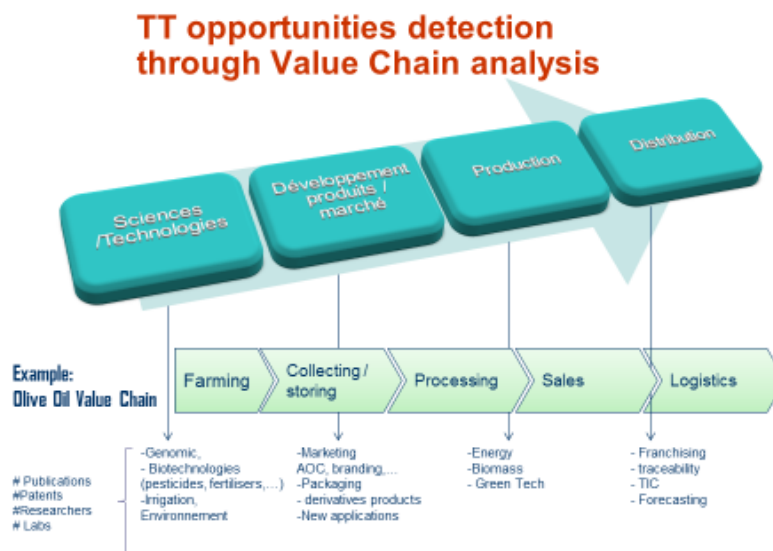 TT opportunities detection
through Value Chain analysis
Sciences
/Technologies
Développement
produits /
marché
Production
Distribution
Example:
Olive Oil Value Chain
Farming
Collecting /
storing
Processing
Sales
Logistics
# Publications
#Patents
#Researchers
# Labs
-Genomic,
- Biotechnologies
(pesticides, fertilisers,...)
-Irrigation,
Environnement
-Marketing
AOC, branding,...
-Packaging
- derivatives products
-New applications
-Energy
-Biomass
- Green Tech
- Franchising
- traceability
- TIC
- Forecasting